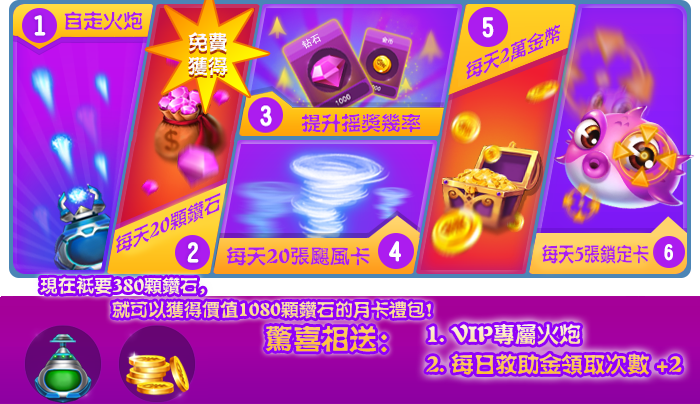 1 自走火炮
免費
獲得
每天20顆鑽石 2
钻石
1000
金币
3 提升摇獎幾率
每天20張颶風卡 4
5
每天2萬金幣
每天5張鎖定卡 6
現在衹要380顆鑽石,
就可以獲得價值1080顆鑽石的月卡禮包!
驚喜相送:
1. VIP專屬火炮
2. 每日救助金領取次數 +2